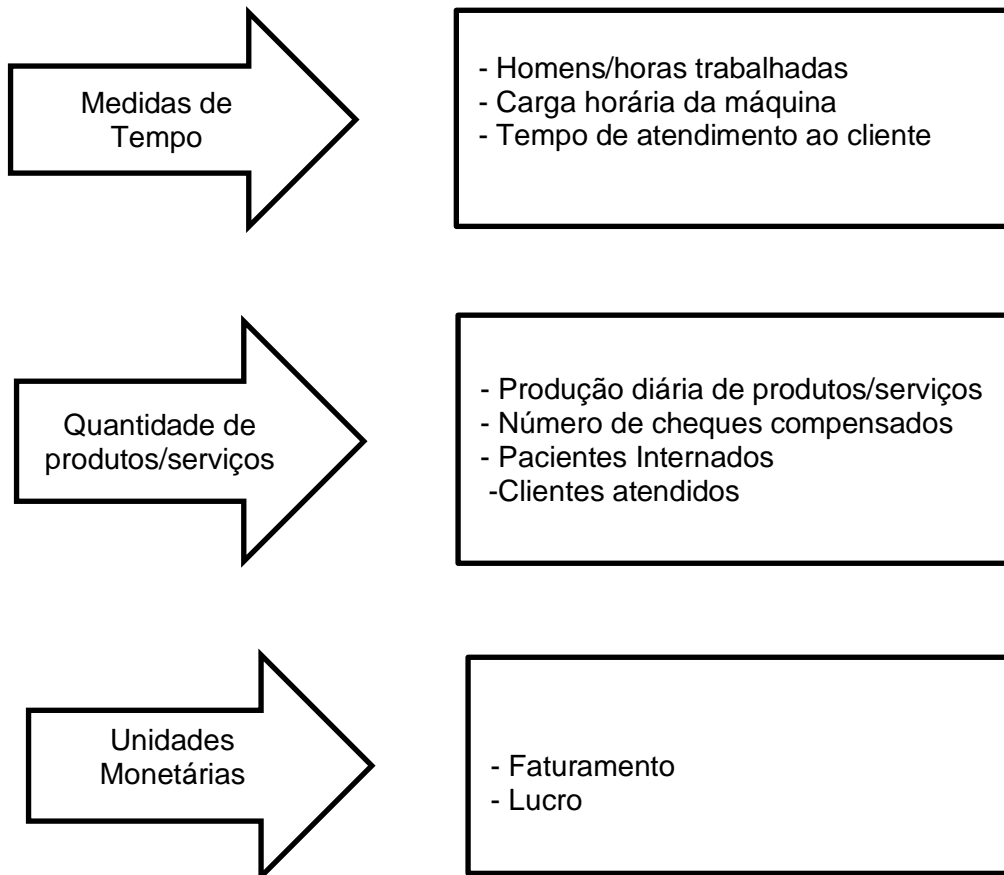 Medidas de
Tempo
- Homens/horas trabalhadas
- Carga horária da máquina
- Tempo de atendimento ao cliente
Quantidade de
produtos/serviços
- Produção diária de produtos/serviços
- Número de cheques compensados
- Pacientes Internados
-Clientes atendidos
Unidades
Monetárias
- Faturamento
- Lucro